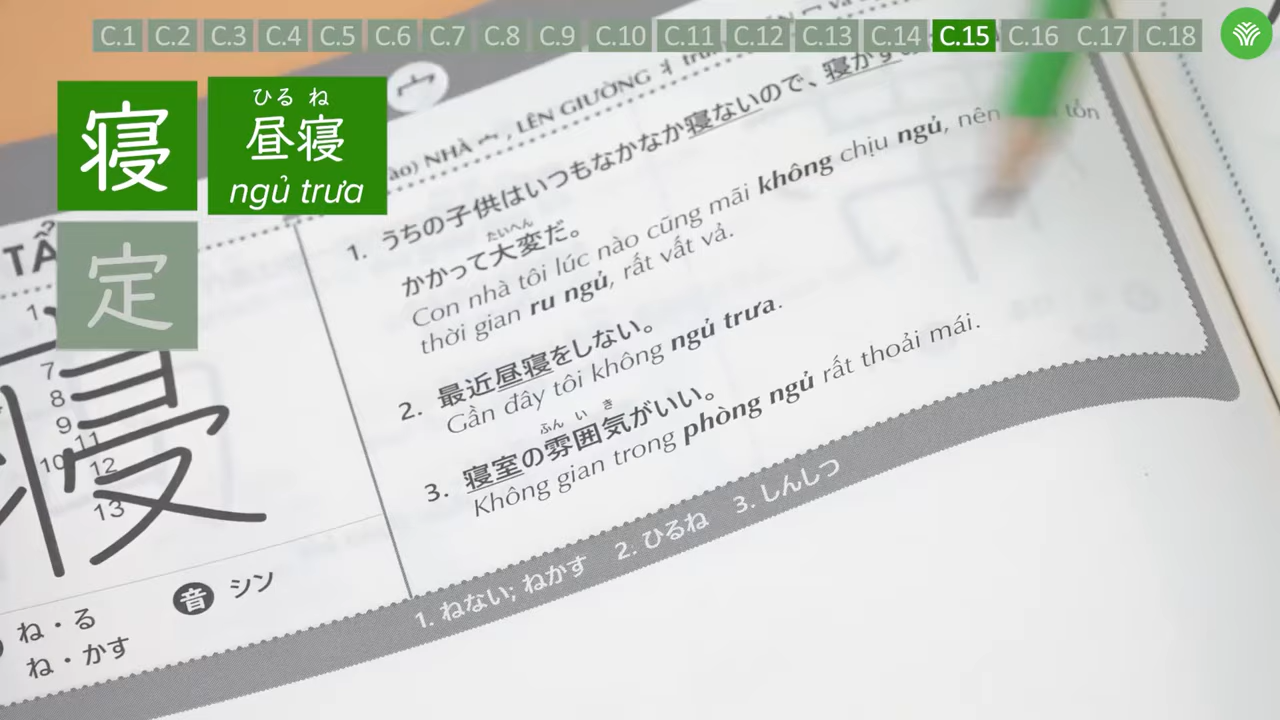 C.1 C.2 C.3 C.4 C.5 C.6 C.7 C.8 C.9 C.10 C.11 C.12 C.13 C.14 C.15 C.16 C.17 C.18
寝
ひる ね
昼寝
ngủ trưa
定
宀
NHÀ 宀, LÊN GIƯỜNG 丬
1. うちの子供はいつもなかなか寝ないので、寝かす
たいへん
かかって大変だ。
Con nhà tôi lúc nào cũng mãi không chịu ngủ, nên tốn
thời gian ru ngủ, rất vất vả.
2. 最近昼寝をしない。
Gần đây tôi không ngủ trưa.
ふん い き
3. 寝室の雰囲気がいい。
Không gian trong phòng ngủ rất thoải mái.
1. ねない; ねかす 2. ひるね 3. しんしつ
TẨ
1
7
8
9
10
11
12
13
寝
音 シン
ね・る
ね・かす